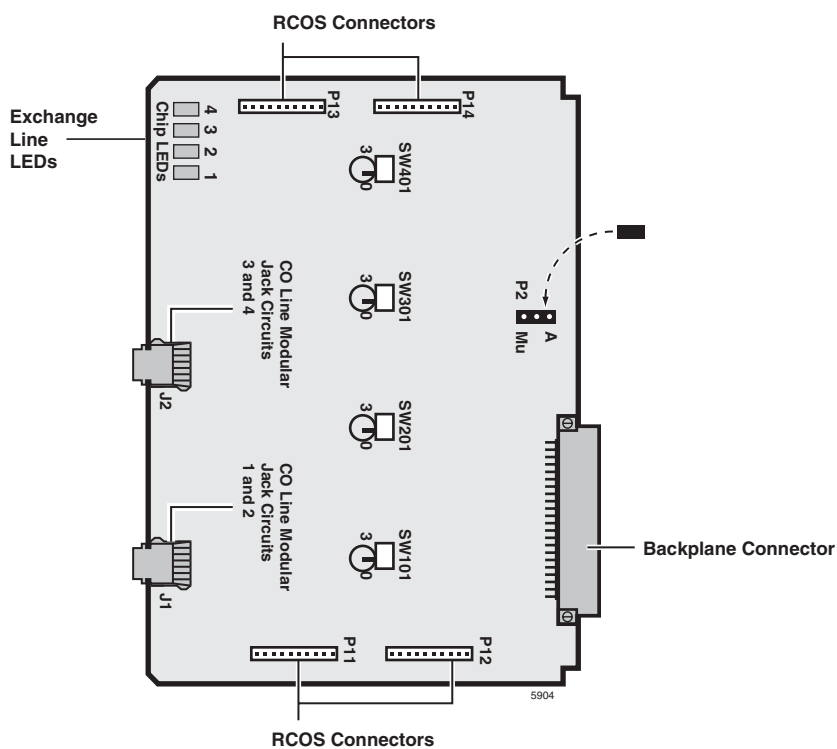 RCOS Connectors
Exchange
Line
LEDs
4
3
2
1
Chip LEDs
P13
P14
3
0
SW401
CO Line Modular
Jack Circuits
3 and 4
J2
3
0
SW301
P2
A
Mu
3
0
SW201
CO Line Modular
Jack Circuits
1 and 2
J1
3
0
SW101
Backplane Connector
P11
P12
5904
RCOS Connectors